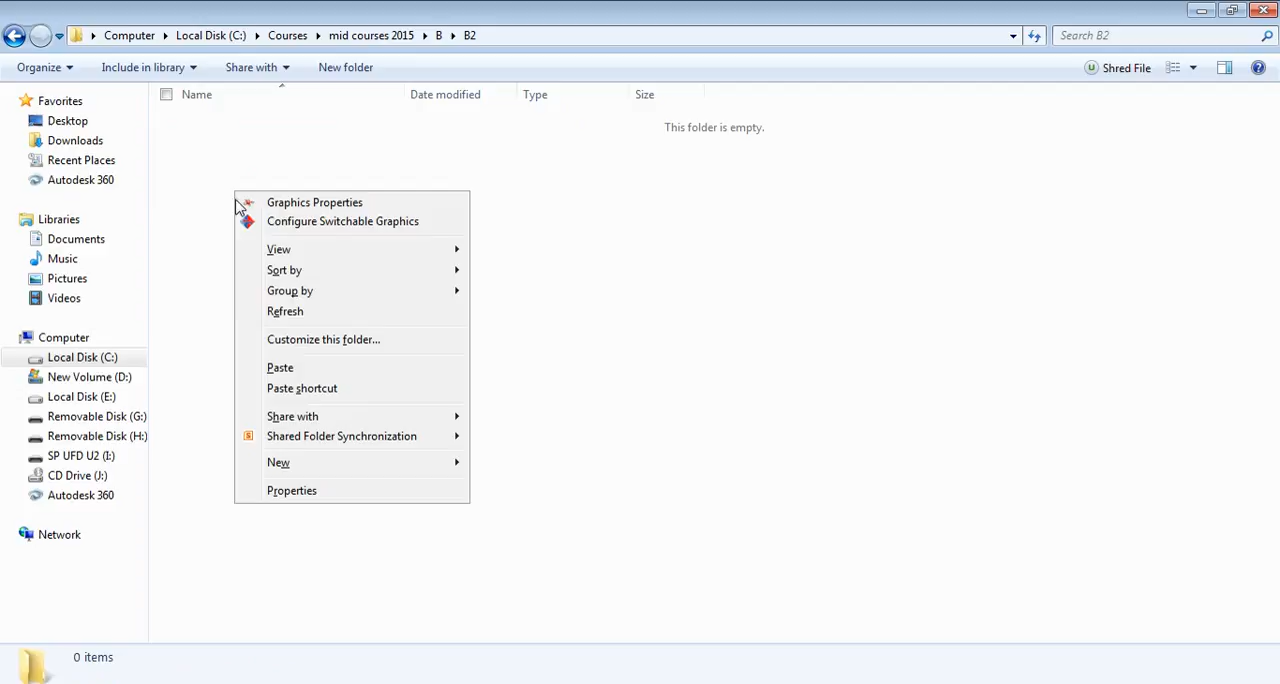 Computer Local Disk (C:) Courses mid courses 2015 B B2 Search B2
Organize Include in library Share with New folder Shred File
Favorites
Desktop
Downloads
Recent Places
Autodesk 360
Libraries
Documents
Music
Pictures
Videos
Computer
Local Disk (C:)
New Volume (D:)
Local Disk (E:)
Removable Disk (G:)
Removable Disk (H:)
SP UFD U2 (I:)
CD Drive (J:)
Autodesk 360
Network
Name Date modified Type Size
This folder is empty.
Graphics Properties
Configure Switchable Graphics
View
Sort by
Group by
Refresh
Customize this folder...
Paste
Paste shortcut
Share with
Shared Folder Synchronization
New
Properties
0 items